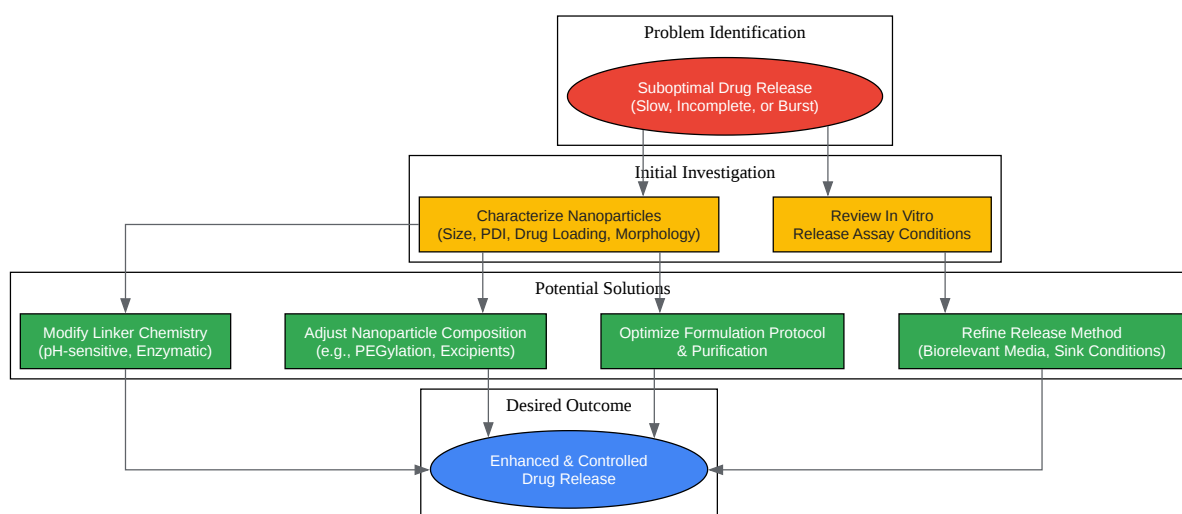 Problem Identification
Suboptimal Drug Release
(Slow, Incomplete, or Burst)
Initial Investigation
Characterize Nanoparticles
(Size, PDI, Drug Loading, Morphology)
Review In Vitro
Release Assay Conditions
Potential Solutions
Modify Linker Chemistry
(pH-sensitive, Enzymatic)
Adjust Nanoparticle Composition
(e.g., PEGylation, Excipients)
Optimize Formulation Protocol
& Purification
Refine Release Method
(Biorelevant Media, Sink Conditions)
Desired Outcome
Enhanced & Controlled
Drug Release